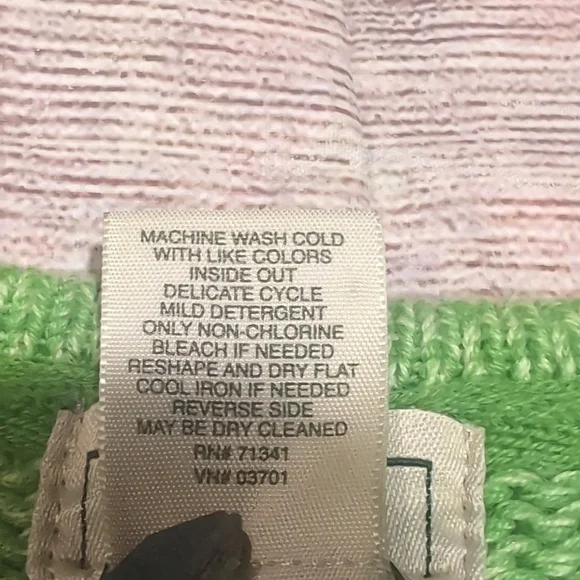 MACHINE WASH COLD
WITH LIKE COLORS
INSIDE OUT
DELICATE CYCLE
MILD DETERGENT
ONLY NON-CHLORINE
BLEACH IF NEEDED
RESHAPE AND DRY FLAT
COOL IRON IF NEEDED
REVERSE SIDE
MAY BE DRY CLEANED
RN# 71341
VN# 03701